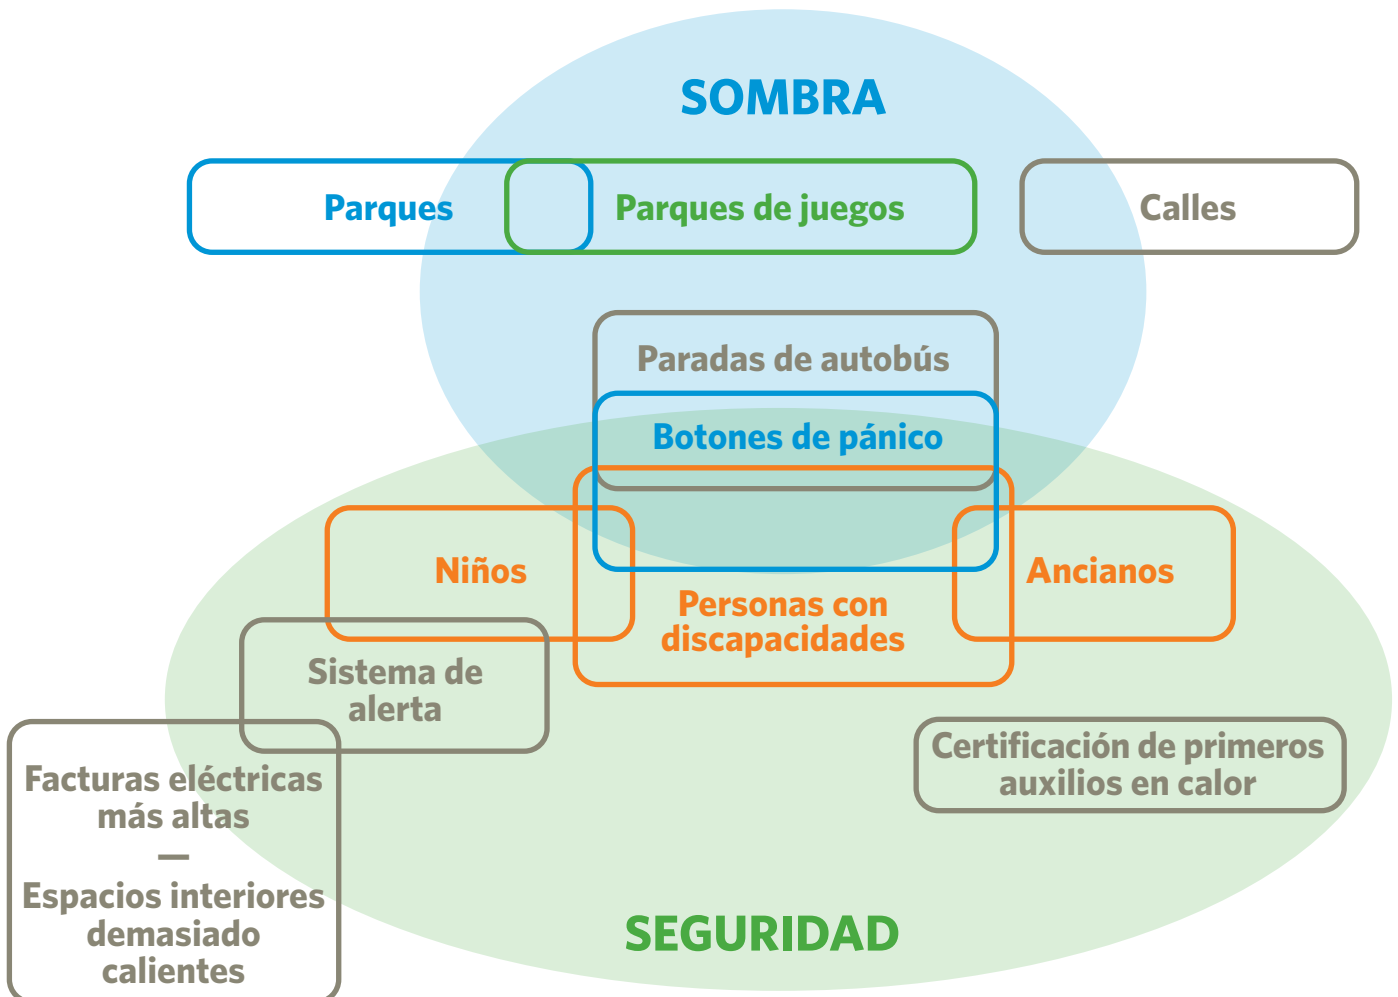 SOMBRA
Parques
Parques de juegos
Calles
Paradas de autobús
Botones de pánico
Niños
Ancianos
Personas con
discapacidades
Sistema de
alerta
Certificación de primeros
auxilios en calor
Facturas eléctricas
más altas
—
Espacios interiores
demasiado
calientes
SEGURIDAD